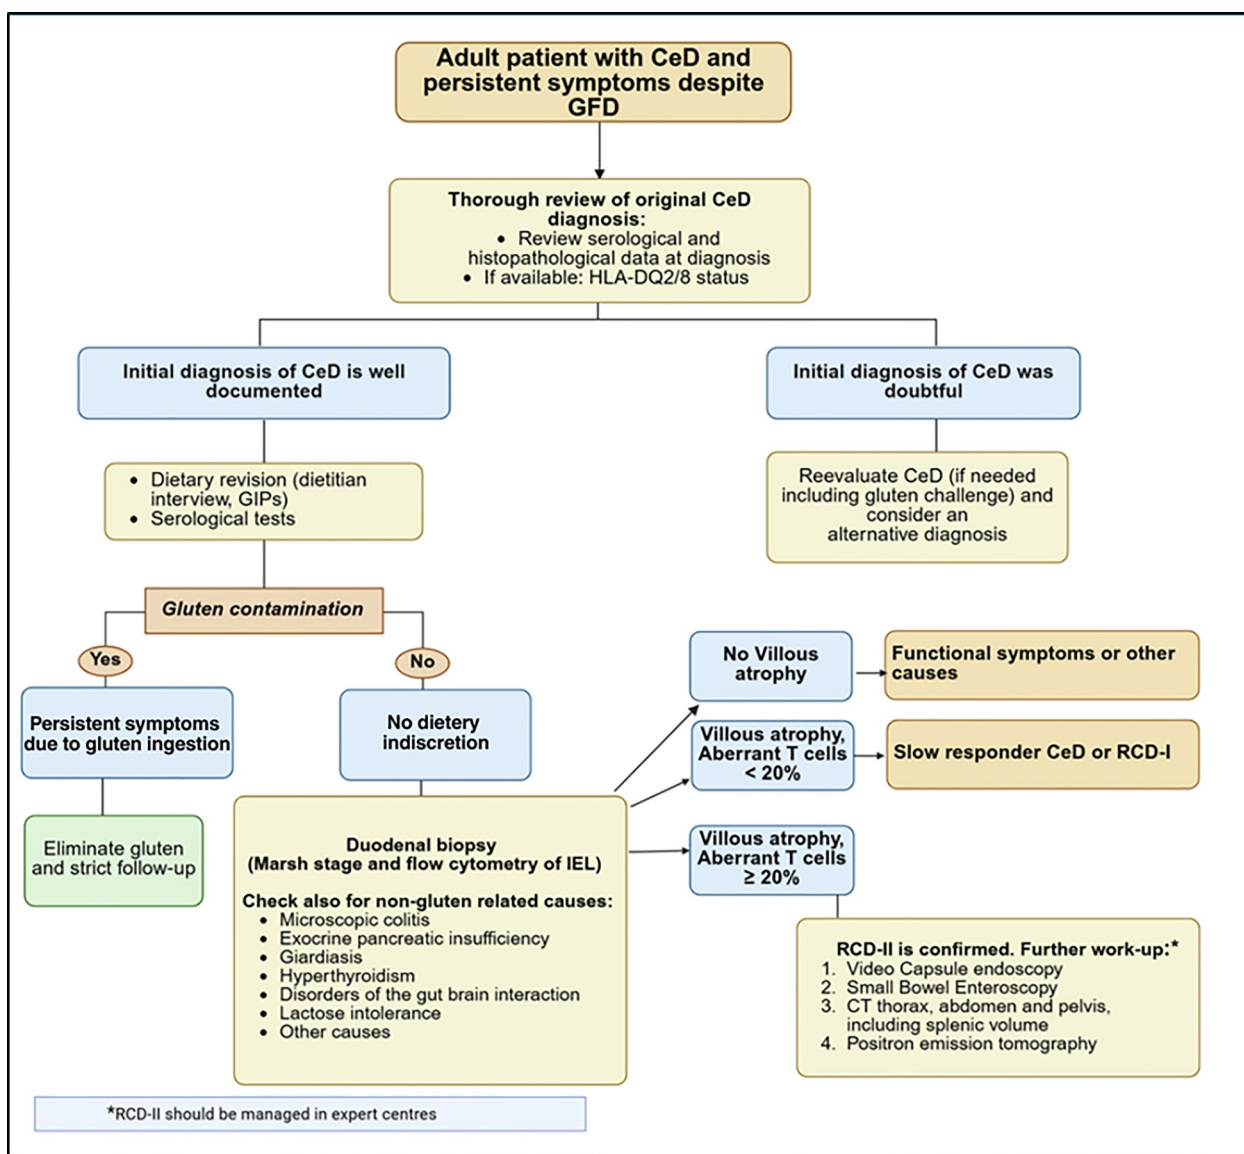 Adult patient with CeD and
persistent symptoms despite
GFD
Thorough review of original CeD
diagnosis:
• Review serological and
histopathological data at diagnosis
• If available: HLA-DQ2/8 status
Initial diagnosis of CeD is well
documented
Initial diagnosis of CeD was
doubtful
• Dietary revision (dietitian
interview, GIPs)
• Serological tests
Reevaluate CeD (if needed
including gluten challenge) and
consider an
alternative diagnosis
Gluten contamination
Yes
No
Persistent symptoms
due to gluten ingestion
No dietery
indiscretion
Eliminate gluten
and strict follow-up
Duodenal biopsy
(Marsh stage and flow cytometry of IEL)
Check also for non-gluten related causes:
• Microscopic colitis
• Exocrine pancreatic insufficiency
• Giardiasis
• Hyperthyroidism
• Disorders of the gut brain interaction
• Lactose intolerance
• Other causes
No Villous
atrophy
Functional symptoms or other
causes
Villous atrophy,
Aberrant T cells
< 20%
Slow responder CeD or RCD-I
Villous atrophy,
Aberrant T cells
≥ 20%
RCD-II is confirmed. Further work-up:*
1. Video Capsule endoscopy
2. Small Bowel Enteroscopy
3. CT thorax, abdomen and pelvis,
including splenic volume
4. Positron emission tomography
*RCD-II should be managed in expert centres